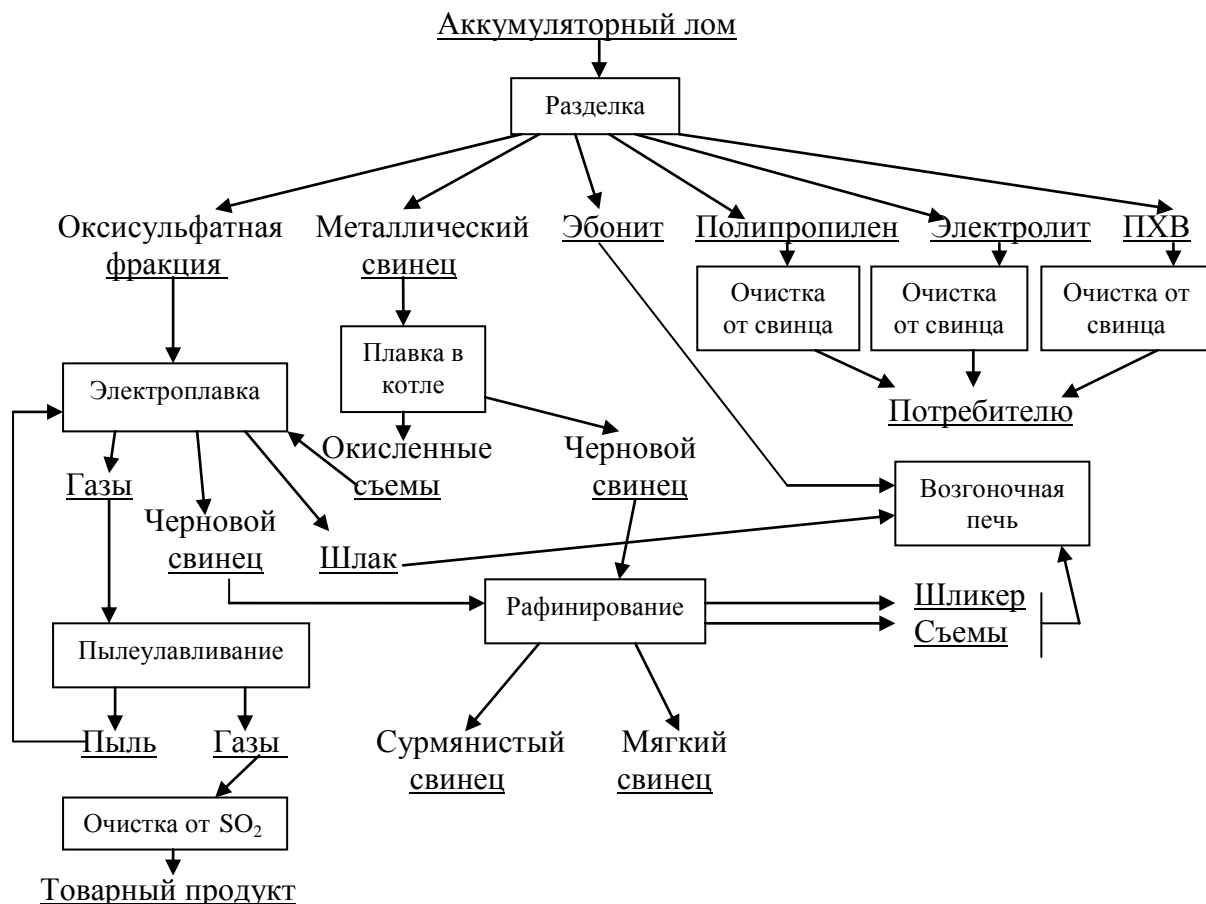 Аккумуляторный лом
Разделка
Оксисульфатная
фракция
Металлический
свинец
Эбонит
Полипропилен
Электролит
ПХВ
Очистка
от свинца
Очистка
от свинца
Очистка от
свинца
Плавка в
котле
Электроплавка
Потребителю
Окисленные
съемы
Черновой
свинец
Газы
Черновой
свинец
Шлак
Возгоночная
печь
Рафинирование
Шликер
Съемы
Пылеулавливание
Пыль
Газы
Сурмянистый
свинец
Мягкий
свинец
Очистка от SO₂
Товарный продукт